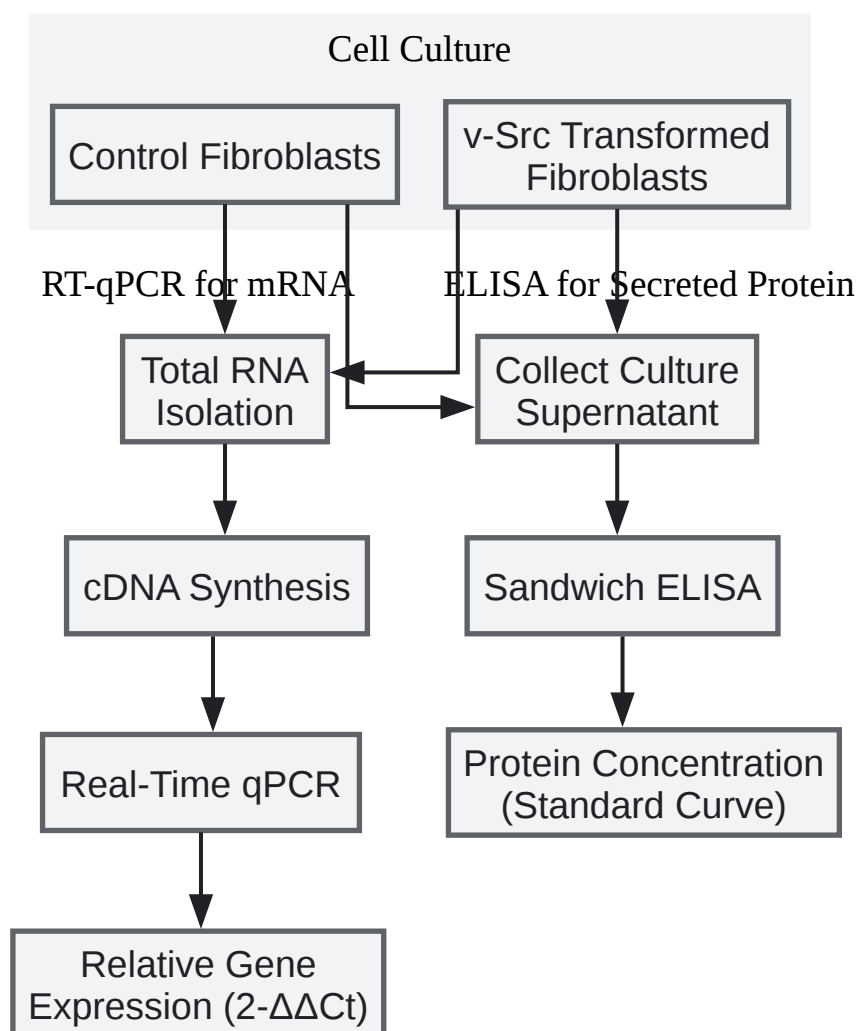 Cell Culture
Control Fibroblasts
v-Src Transformed
Fibroblasts
RT-qPCR for mRNA
ELISA for Secreted Protein
Total RNA
Isolation
Collect Culture
Supernatant
cDNA Synthesis
Sandwich ELISA
Real-Time qPCR
Protein Concentration
(Standard Curve)
Relative Gene
Expression (2-ΔΔCt)